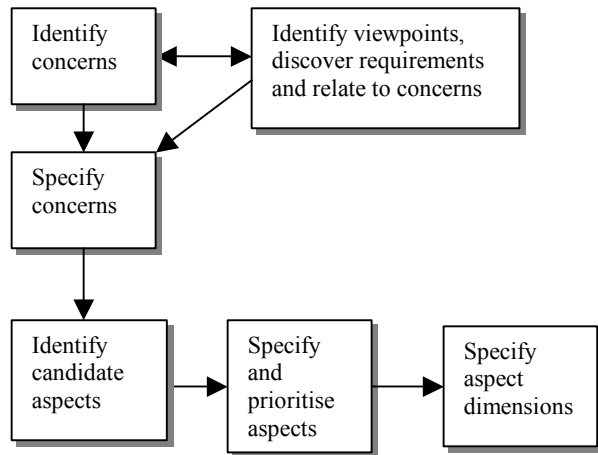 Identify
concerns
Identify viewpoints,
discover requirements
and relate to concerns
Specify
concerns
Identify
candidate
aspects
Specify
and
prioritise
aspects
Specify
aspect
dimensions